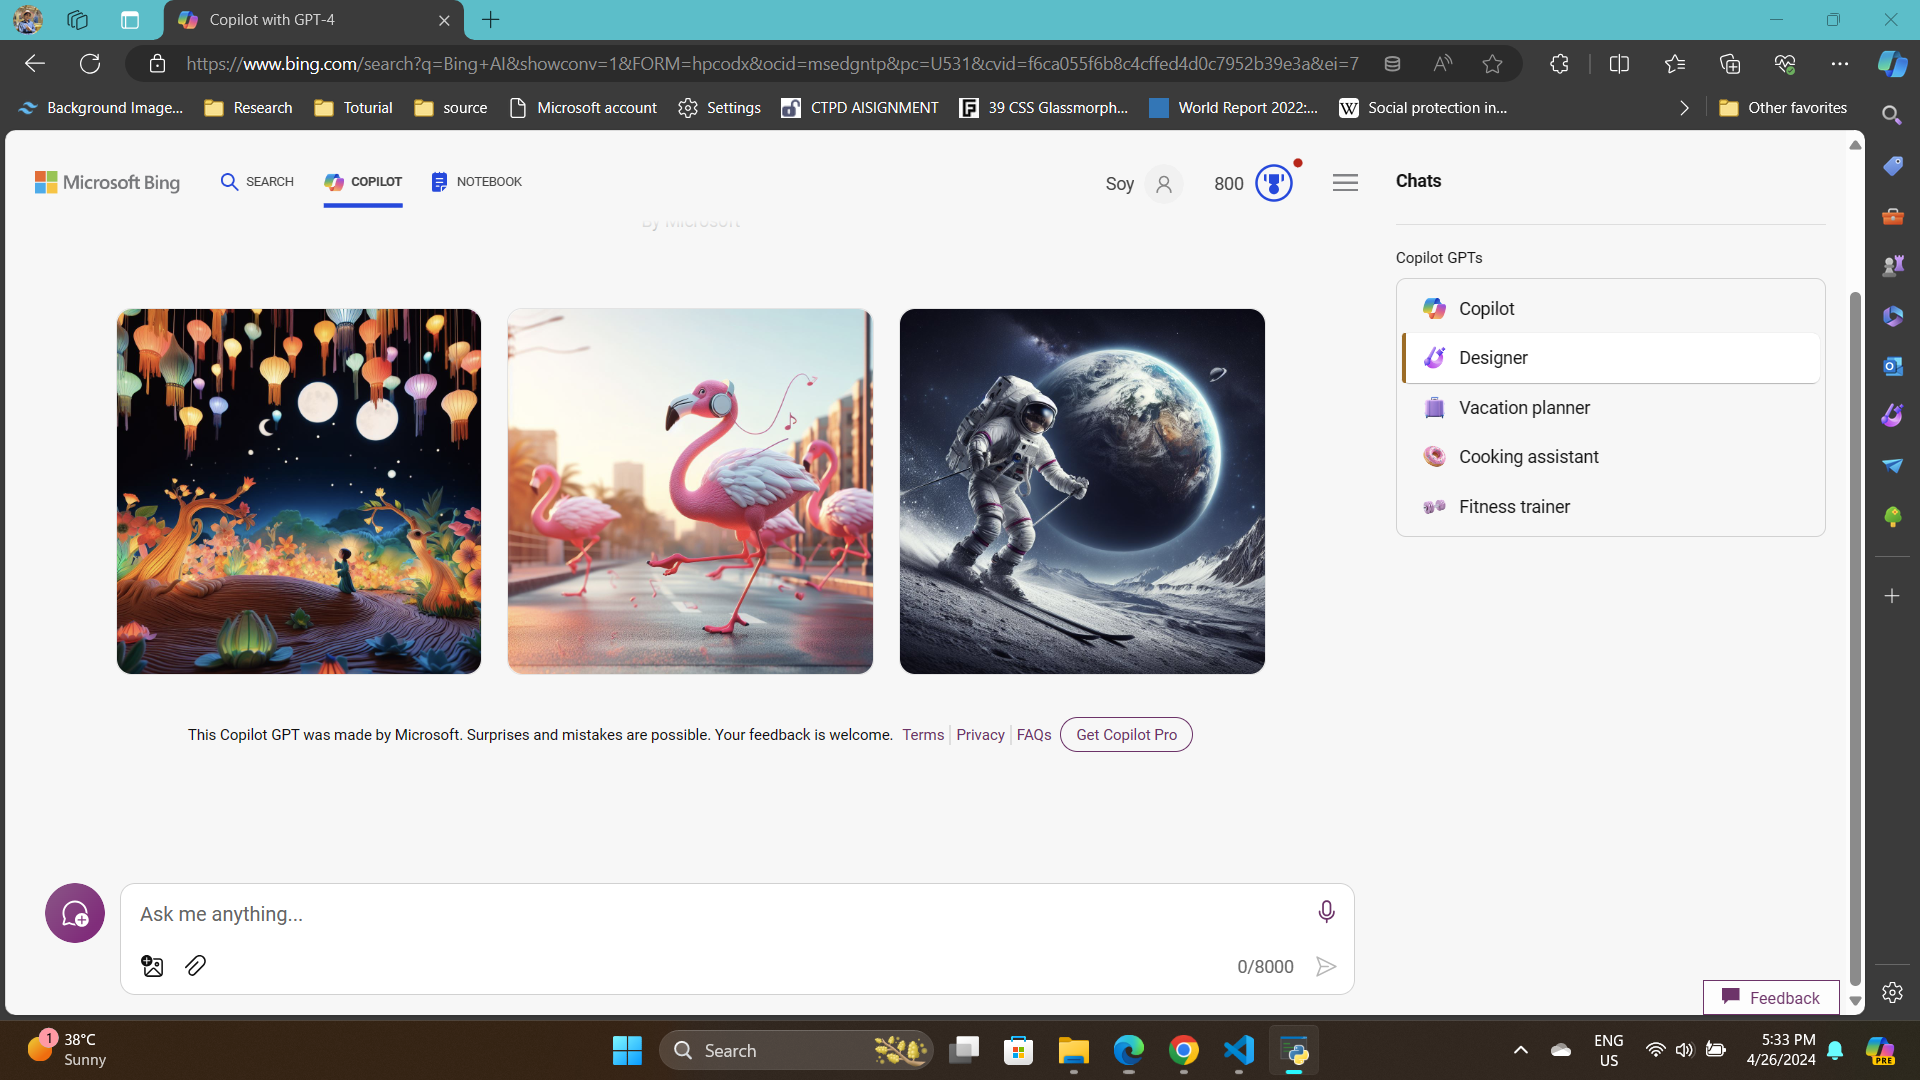 Copilot with GPT-4
https://www.bing.com/search?q=Bing+AI&showconv=1&FORM=hpcodx&ocid=msedgntp&pc=U531&cvid=f6ca055f6b8c4cffed4d0c7952b39e3a&ei=7
Background Image...
Research
Toturial
source
Microsoft account
Settings
CTPD AISIGNMENT
39 CSS Glassmorph...
World Report 2022:...
Social protection in...
Other favorites
Microsoft Bing
SEARCH
COPILOT
NOTEBOOK
Soy
800
By Microsoft
Chats
Copilot GPTs
Copilot
Designer
Vacation planner
Cooking assistant
Fitness trainer
This Copilot GPT was made by Microsoft. Surprises and mistakes are possible. Your feedback is welcome. Terms Privacy FAQs Get Copilot Pro
Ask me anything...
0/8000
Feedback
1
38°C
Sunny
Search
ENG
US
5:33 PM
4/26/2024
PRE